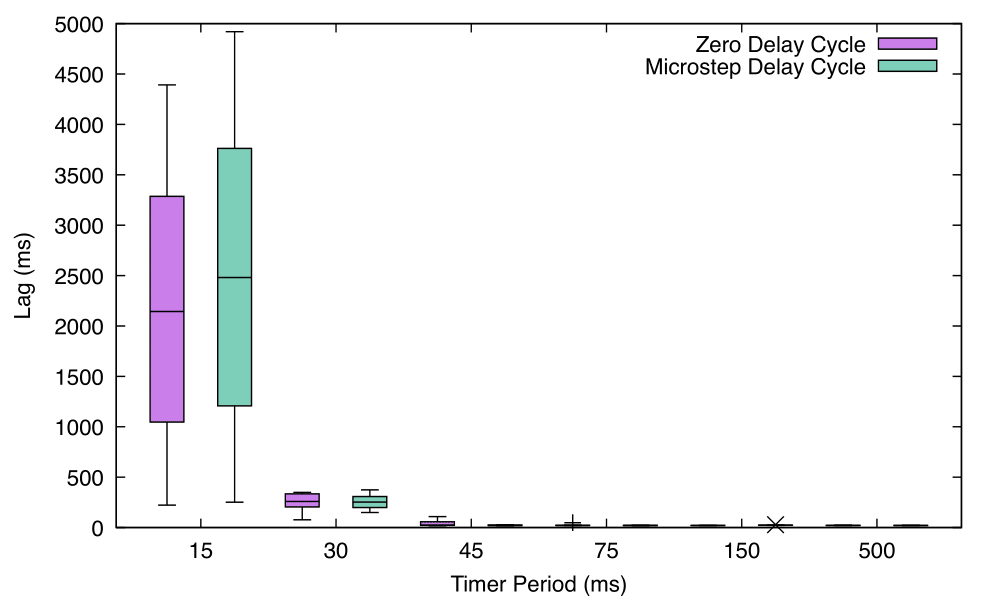 Zero Delay Cycle
Microstep Delay Cycle
5000
4500
4000
3500
3000
2500
2000
1500
1000
500
0
Lag (ms)
15 30 45 75 150 500
Timer Period (ms)